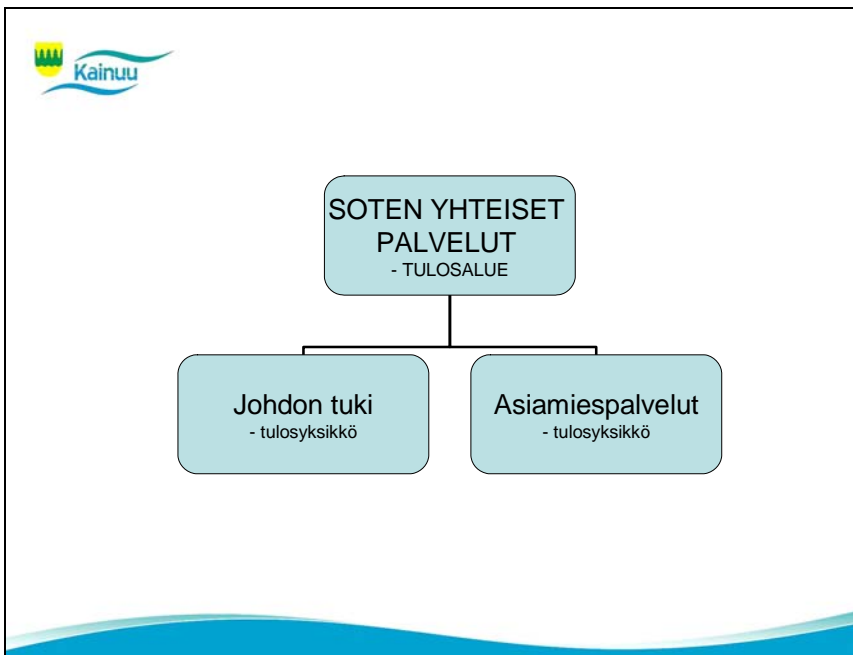 Kainuu
SOTEN YHTEISET
PALVELUT
- TULOSALUE
Johdon tuki
- tulosyksikkö
Asiamiespalvelut
- tulosyksikkö